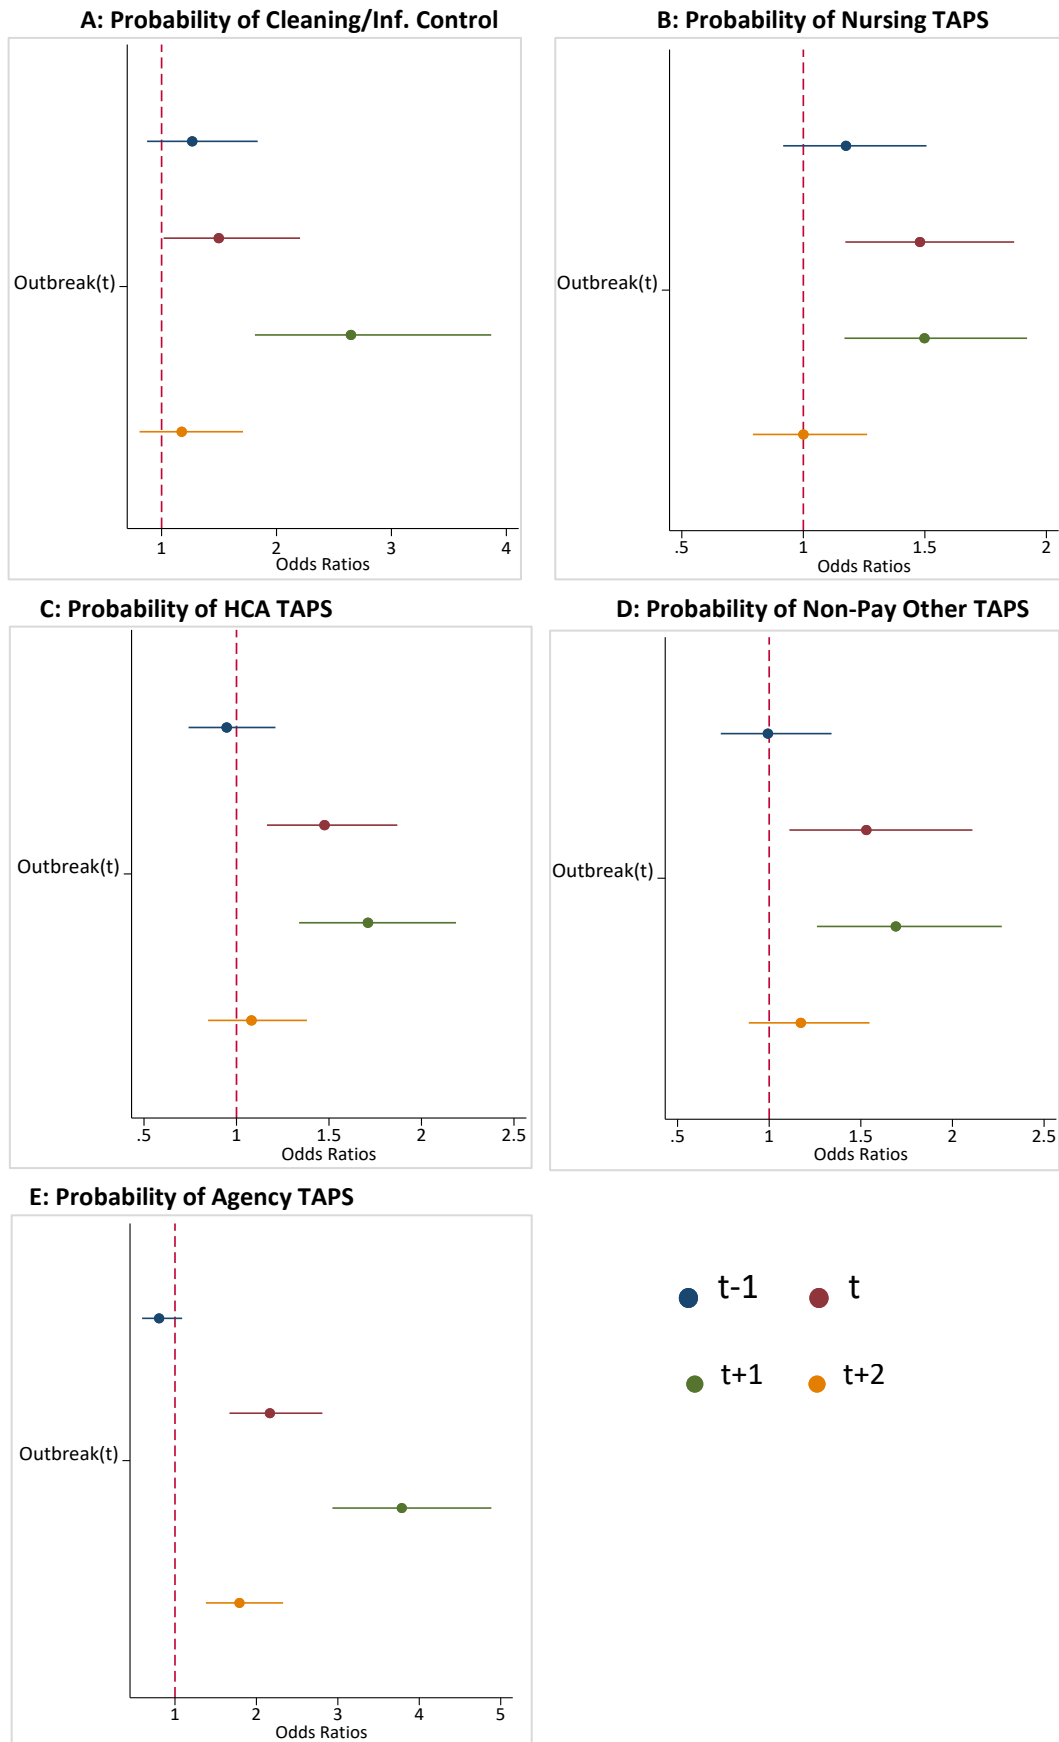 A: Probability of Cleaning/Inf. Control
Outbreak(t)
1 2 3 4
Odds Ratios
B: Probability of Nursing TAPS
Outbreak(t)
.5 1 1.5 2
Odds Ratios
C: Probability of HCA TAPS
Outbreak(t)
.5 1 1.5 2 2.5
Odds Ratios
D: Probability of Non-Pay Other TAPS
Outbreak(t)
.5 1 1.5 2 2.5
Odds Ratios
E: Probability of Agency TAPS
Outbreak(t)
1 2 3 4 5
Odds Ratios
t-1 t
t+1 t+2